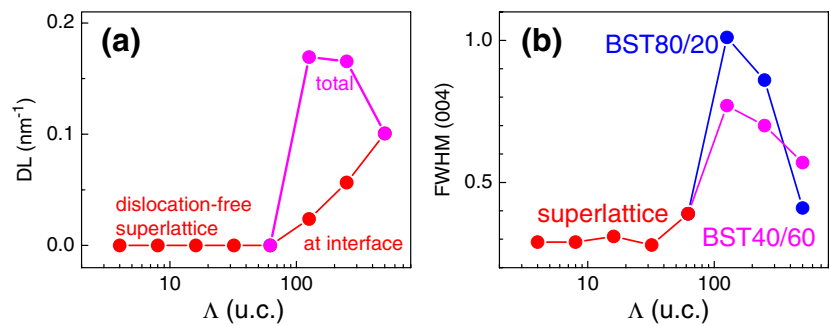 (a)
DL (nm-1)
0.2
0.1
0.0
total
dislocation-free
superlattice
at interface
10
100
Λ (u.c.)
(b)
FWHM (004)
1.0
0.5
BST80/20
superlattice
BST40/60
10
100
Λ (u.c.)